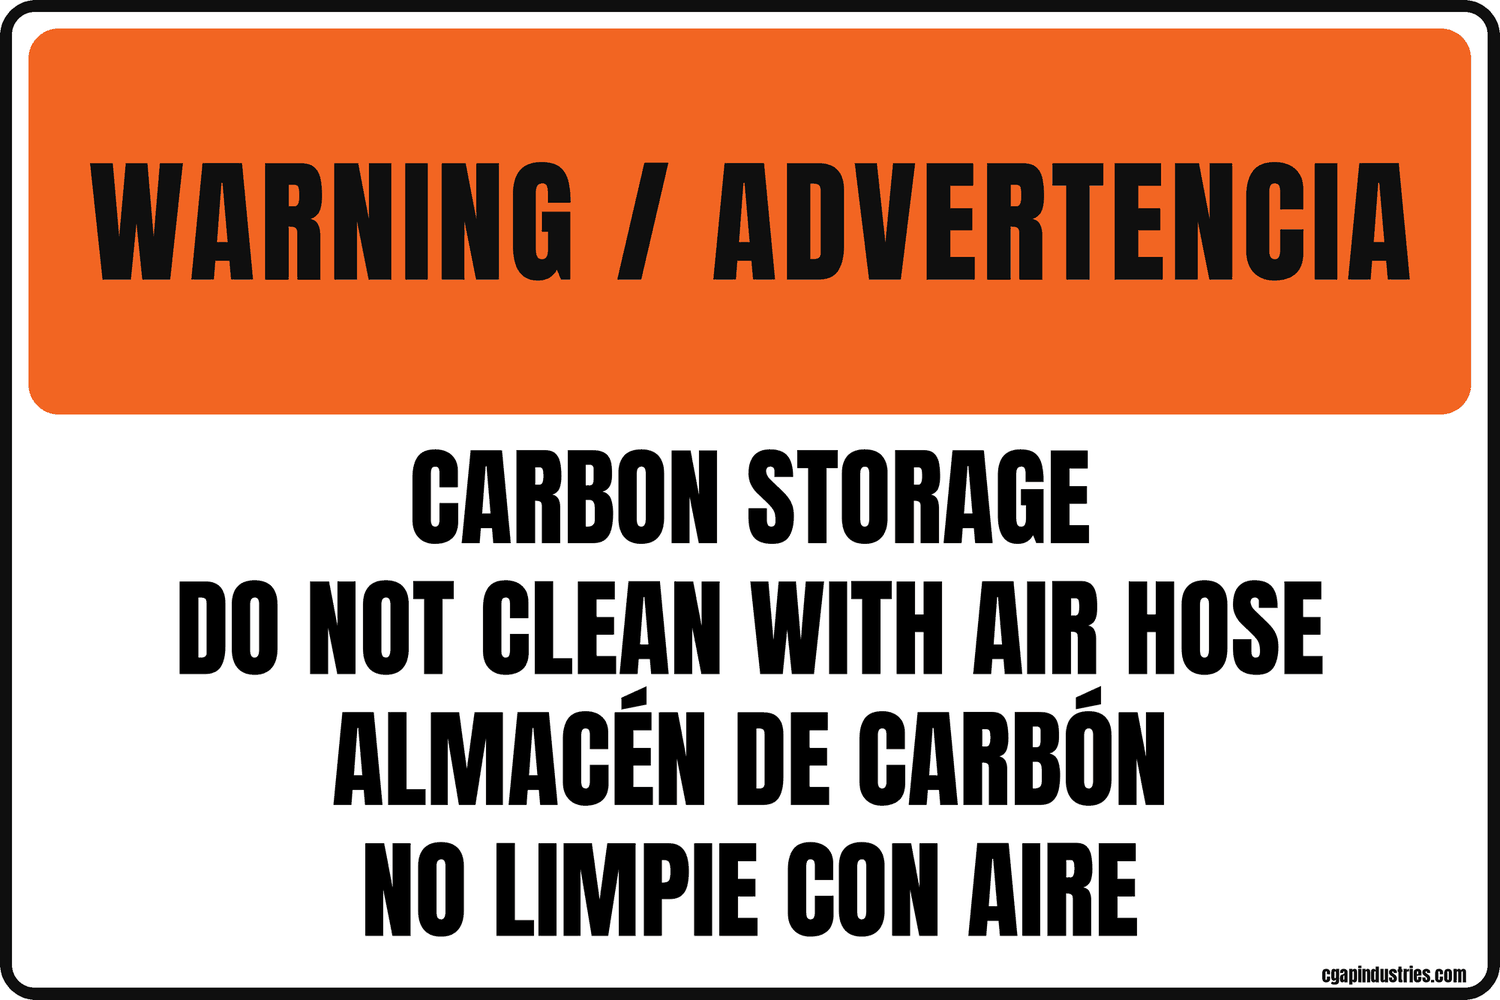 WARNING / ADVERTENCIA
CARBON STORAGE
DO NOT CLEAN WITH AIR HOSE
ALMACÉN DE CARBÓN
NO LIMPIE CON AIRE
cgapindustries.com